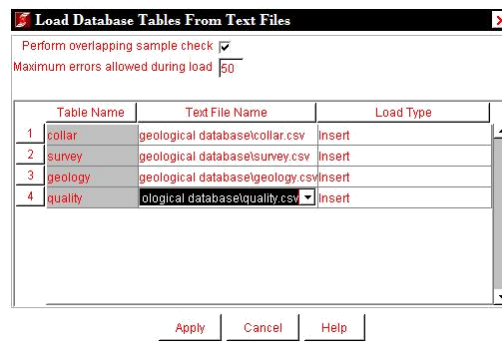 Load Database Tables From Text Files
Perform overlapping sample check
Maximum errors allowed during load 50
Table Name Text File Name Load Type
1 collar geological database\collar.csv Insert
2 survey geological database\survey.csv Insert
3 geology geological database\geology.csv Insert
4 quality ological database\quality.csv Insert
Apply Cancel Help